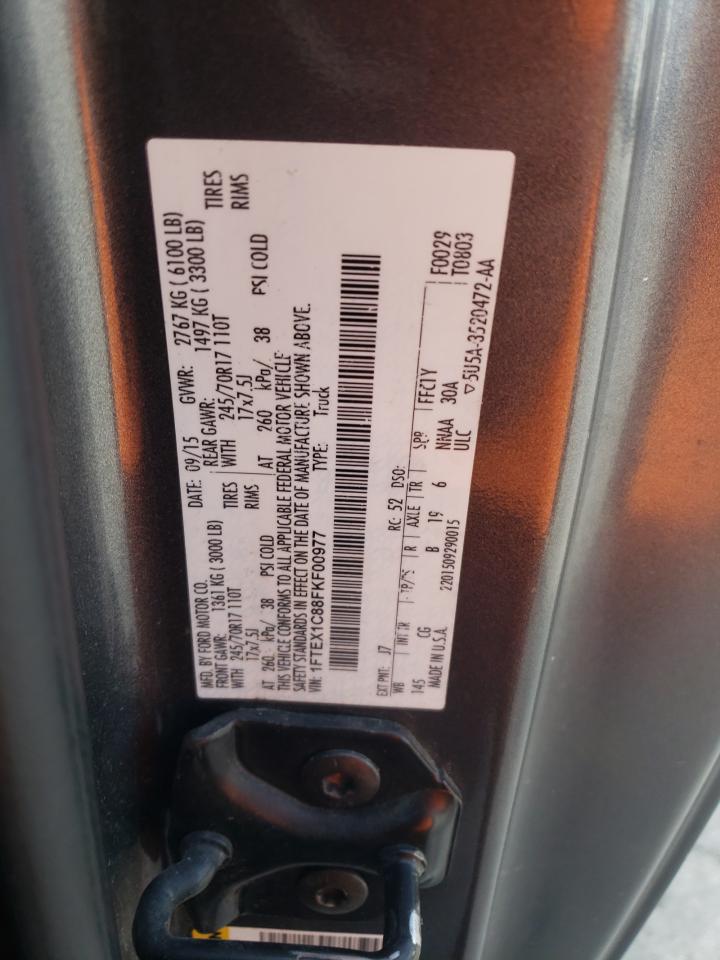 MFD. BY FORD MOTOR CO.
DATE: 09/15 GVWR: 2767 KG ( 6100 LB)
FRONT GAWR: 1361 KG ( 3000 LB) REAR GAWR: 1497 KG ( 3300 LB)
WITH 245/70R17 110T TIRES WITH 245/70R17 110T TIRES
17x7.5J RIMS 17x7.5J RIMS
AT 260 kPa/ 38 PSI COLD AT 260 kPa/ 38 PSI COLD
THIS VEHICLE CONFORMS TO ALL APPLICABLE FEDERAL MOTOR VEHICLE
SAFETY STANDARDS IN EFFECT ON THE DATE OF MANUFACTURE SHOWN ABOVE.
VIN: 1FTEX1C88FKF00977 TYPE: Truck
F0029
T0803
EXT PNT: J7 RC: 52 DSO:
WB INT TR TP/PS R AXLE TR SPR FFC1Y
145 CG B 19 6 NNAA 30A
MADE IN U.S.A. 2201509290015 ULC
▽5U5A-3520472-AA